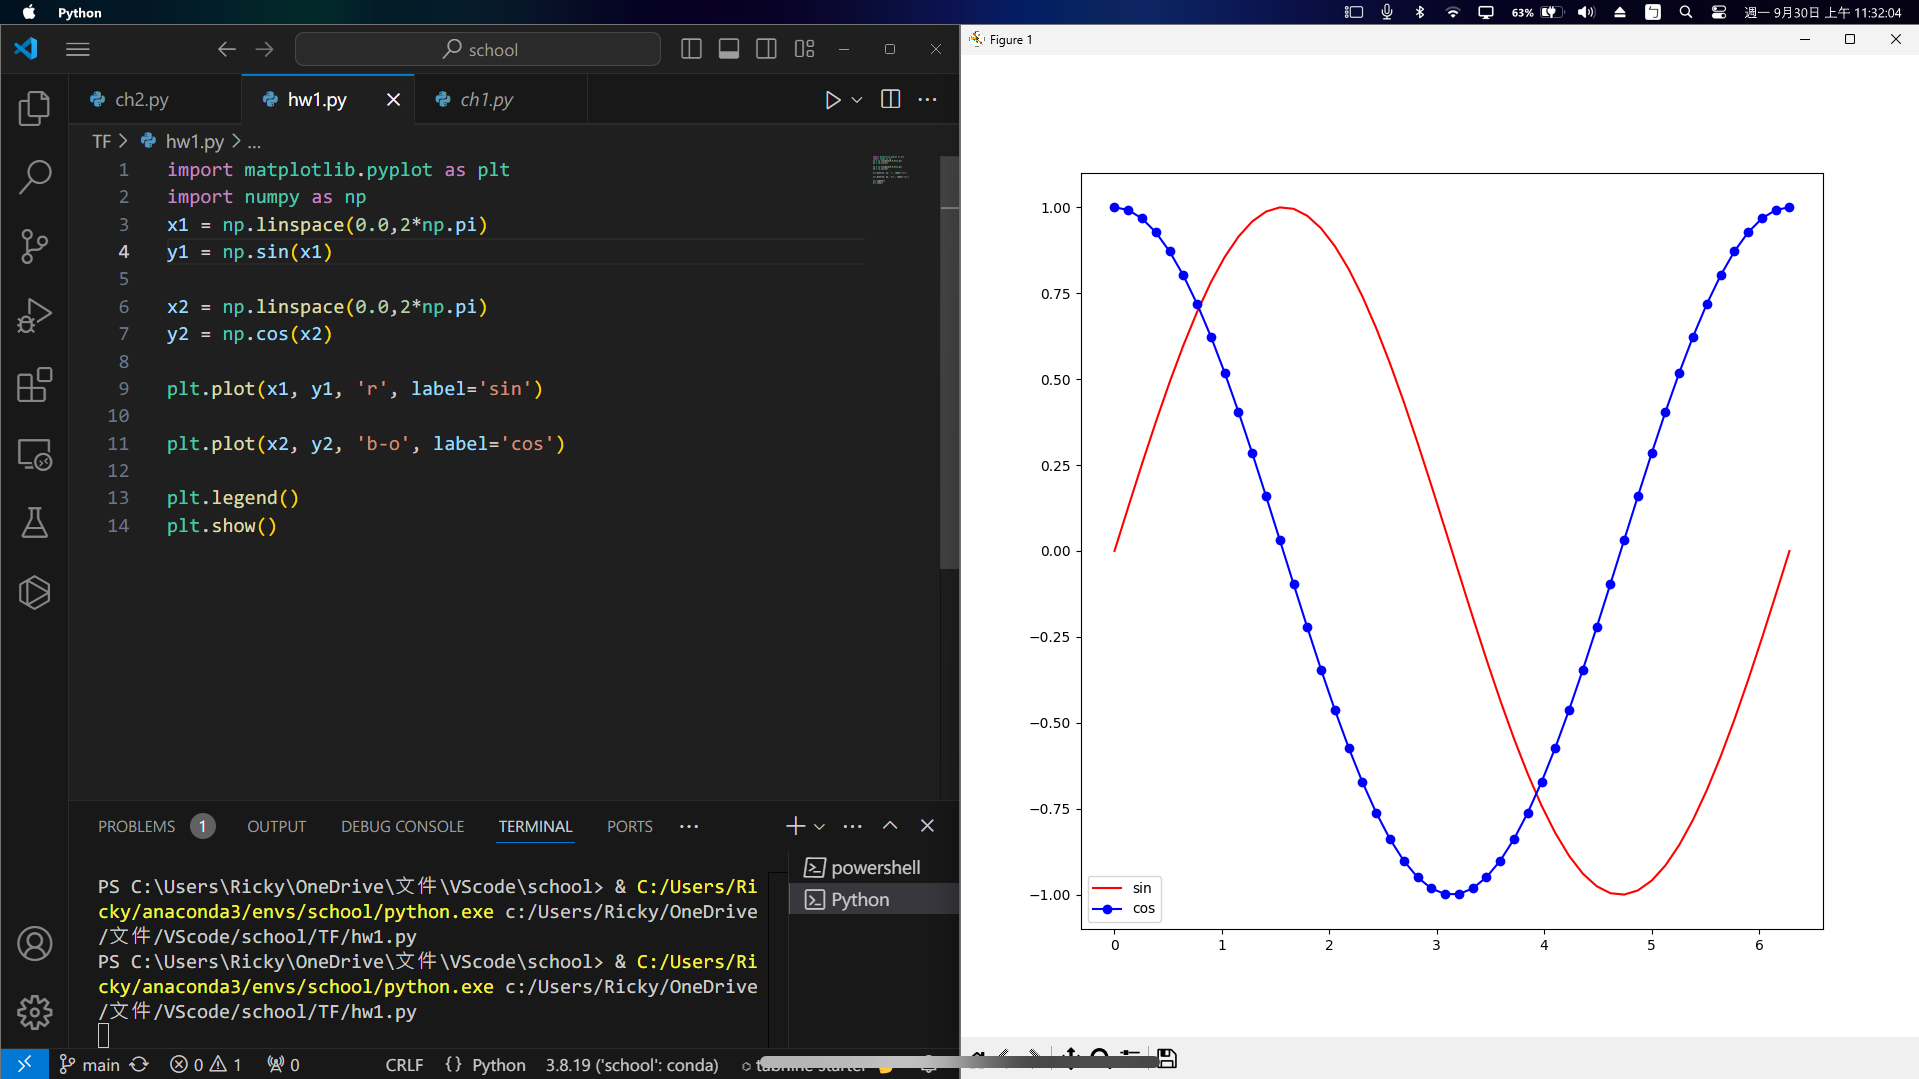 Python
63%
週一 9月30日 上午 11:32:04
school
Figure 1
ch2.py
hw1.py
ch1.py
TF > hw1.py > ...
1 import matplotlib.pyplot as plt
2 import numpy as np
3 x1 = np.linspace(0.0,2*np.pi)
4 y1 = np.sin(x1)
5
6 x2 = np.linspace(0.0,2*np.pi)
7 y2 = np.cos(x2)
8
9 plt.plot(x1, y1, 'r', label='sin')
10
11 plt.plot(x2, y2, 'b-o', label='cos')
12
13 plt.legend()
14 plt.show()
PROBLEMS 1 OUTPUT DEBUG CONSOLE TERMINAL PORTS
powershell
Python
PS C:\Users\Ricky\OneDrive\文件\VScode\school> & C:/Users/Ri
cky/anaconda3/envs/school/python.exe c:/Users/Ricky/OneDrive
/文件/VScode/school/TF/hw1.py
PS C:\Users\Ricky\OneDrive\文件\VScode\school> & C:/Users/Ri
cky/anaconda3/envs/school/python.exe c:/Users/Ricky/OneDrive
/文件/VScode/school/TF/hw1.py
main 0 1 0 CRLF {} Python 3.8.19 ('school': conda) tabnine starter
1.00
0.75
0.50
0.25
0.00
−0.25
−0.50
−0.75
−1.00
sin
cos
0 1 2 3 4 5 6